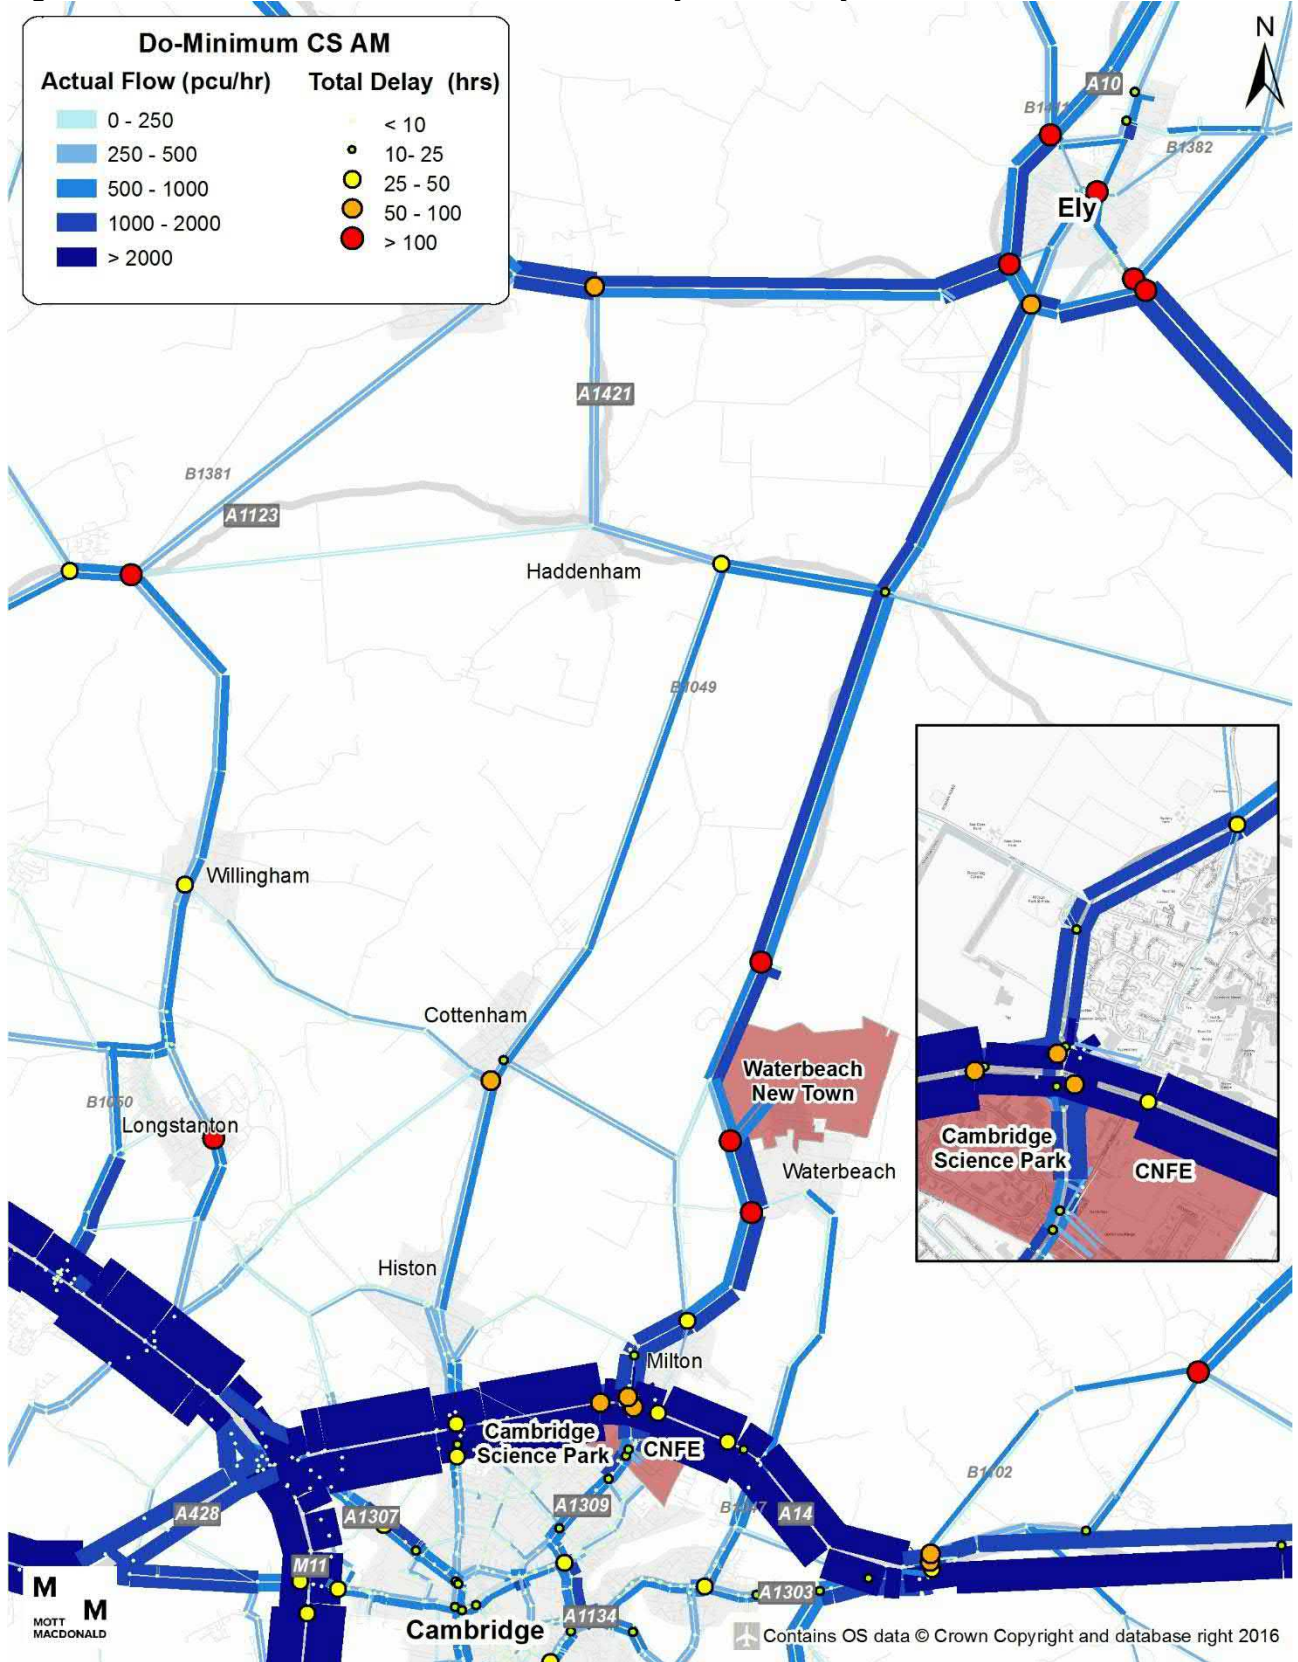 Do-Minimum CS AM
Actual Flow (pcu/hr)
0 - 250
250 - 500
500 - 1000
1000 - 2000
> 2000
Total Delay (hrs)
< 10
10- 25
25 - 50
50 - 100
> 100
N
A10
B1411
B1382
Ely
A1421
B1381
A1123
Haddenham
B1049
Willingham
Cottenham
Waterbeach
New Town
B1050
Longstanton
Waterbeach
Cambridge
Science Park
CNFE
Histon
Milton
Cambridge
Science Park
CNFE
B1102
A1309
A428
A1307
A14
M11
A1303
A1134
M M
MOTT
MACDONALD
Cambridge
Contains OS data © Crown Copyright and database right 2016